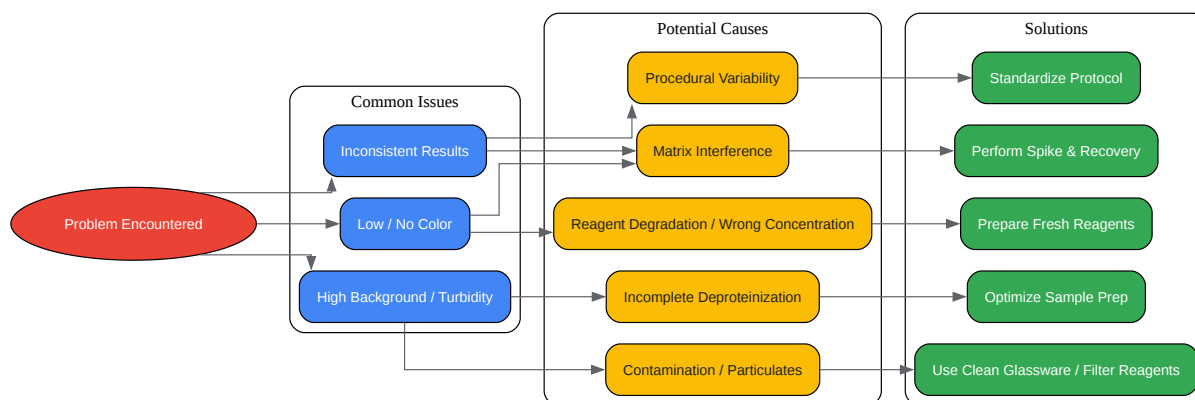 Potential Causes
Solutions
Procedural Variability
Standardize Protocol
Common Issues
Inconsistent Results
Matrix Interference
Perform Spike & Recovery
Problem Encountered
Low / No Color
Reagent Degradation / Wrong Concentration
Prepare Fresh Reagents
High Background / Turbidity
Incomplete Deproteinization
Optimize Sample Prep
Contamination / Particulates
Use Clean Glassware / Filter Reagents